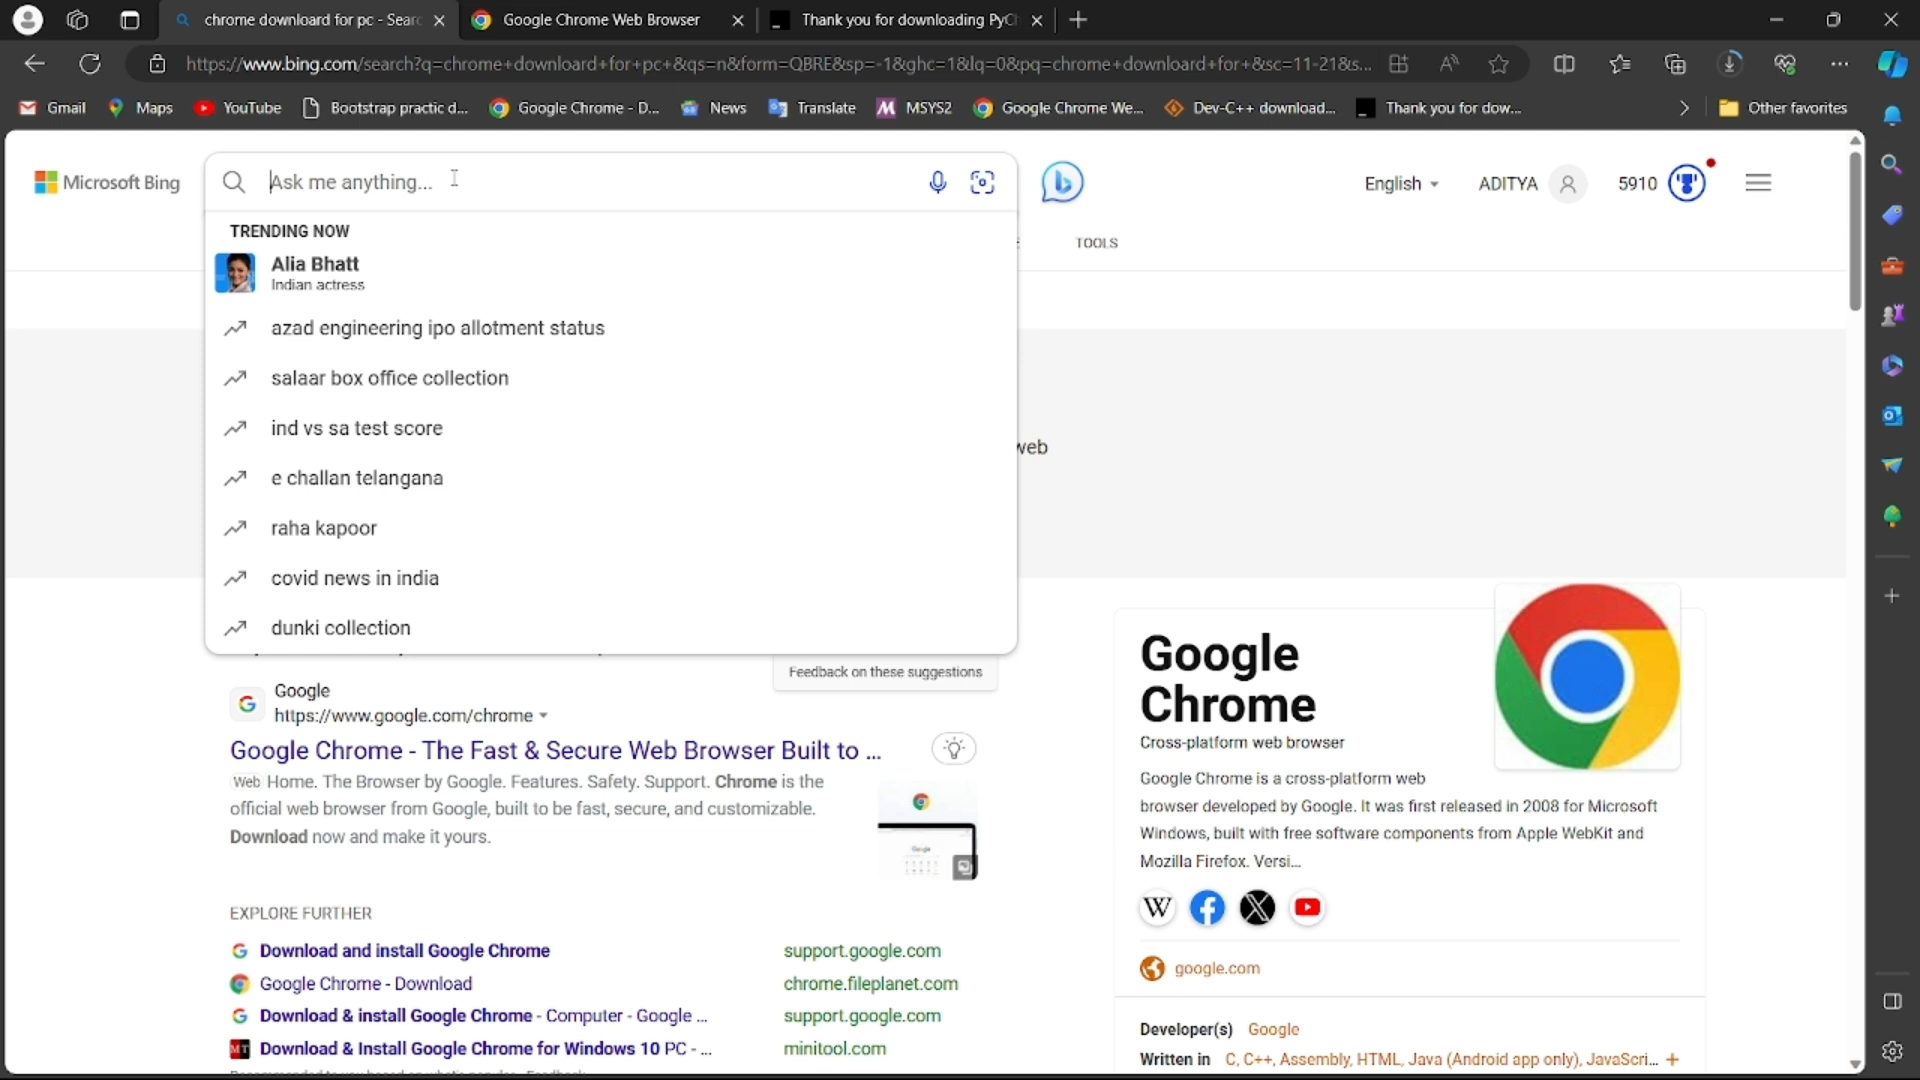 chrome downloard for pc - Sear
Google Chrome Web Browser
Thank you for downloading PyC
https://www.bing.com/search?q=chrome+downloard+for+pc+&qs=n&form=QBRE&sp=-1&ghc=1&lq=0&pq=chrome+downloard+for+&sc=11-21&s...
Gmail
Maps
YouTube
Bootstrap practic d...
Google Chrome - D...
News
Translate
MSYS2
Google Chrome We...
Dev-C++ download...
Thank you for dow...
Other favorites
Microsoft Bing
Ask me anything...
English
ADITYA
5910
TOOLS
TRENDING NOW
Alia Bhatt
Indian actress
azad engineering ipo allotment status
salaar box office collection
ind vs sa test score
e challan telangana
raha kapoor
covid news in india
dunki collection
web
Feedback on these suggestions
Google
https://www.google.com/chrome
Google Chrome - The Fast & Secure Web Browser Built to ...
Web Home. The Browser by Google. Features. Safety. Support. Chrome is the
official web browser from Google, built to be fast, secure, and customizable.
Download now and make it yours.
EXPLORE FURTHER
Download and install Google Chrome support.google.com
Google Chrome - Download chrome.fileplanet.com
Download & install Google Chrome - Computer - Google ... support.google.com
MT Download & Install Google Chrome for Windows 10 PC - ... minitool.com
Google
Chrome
Cross-platform web browser
Google Chrome is a cross-platform web
browser developed by Google. It was first released in 2008 for Microsoft
Windows, built with free software components from Apple WebKit and
Mozilla Firefox. Versi...
google.com
Developer(s) Google
Written in C, C++, Assembly, HTML, Java (Android app only), JavaScri... +